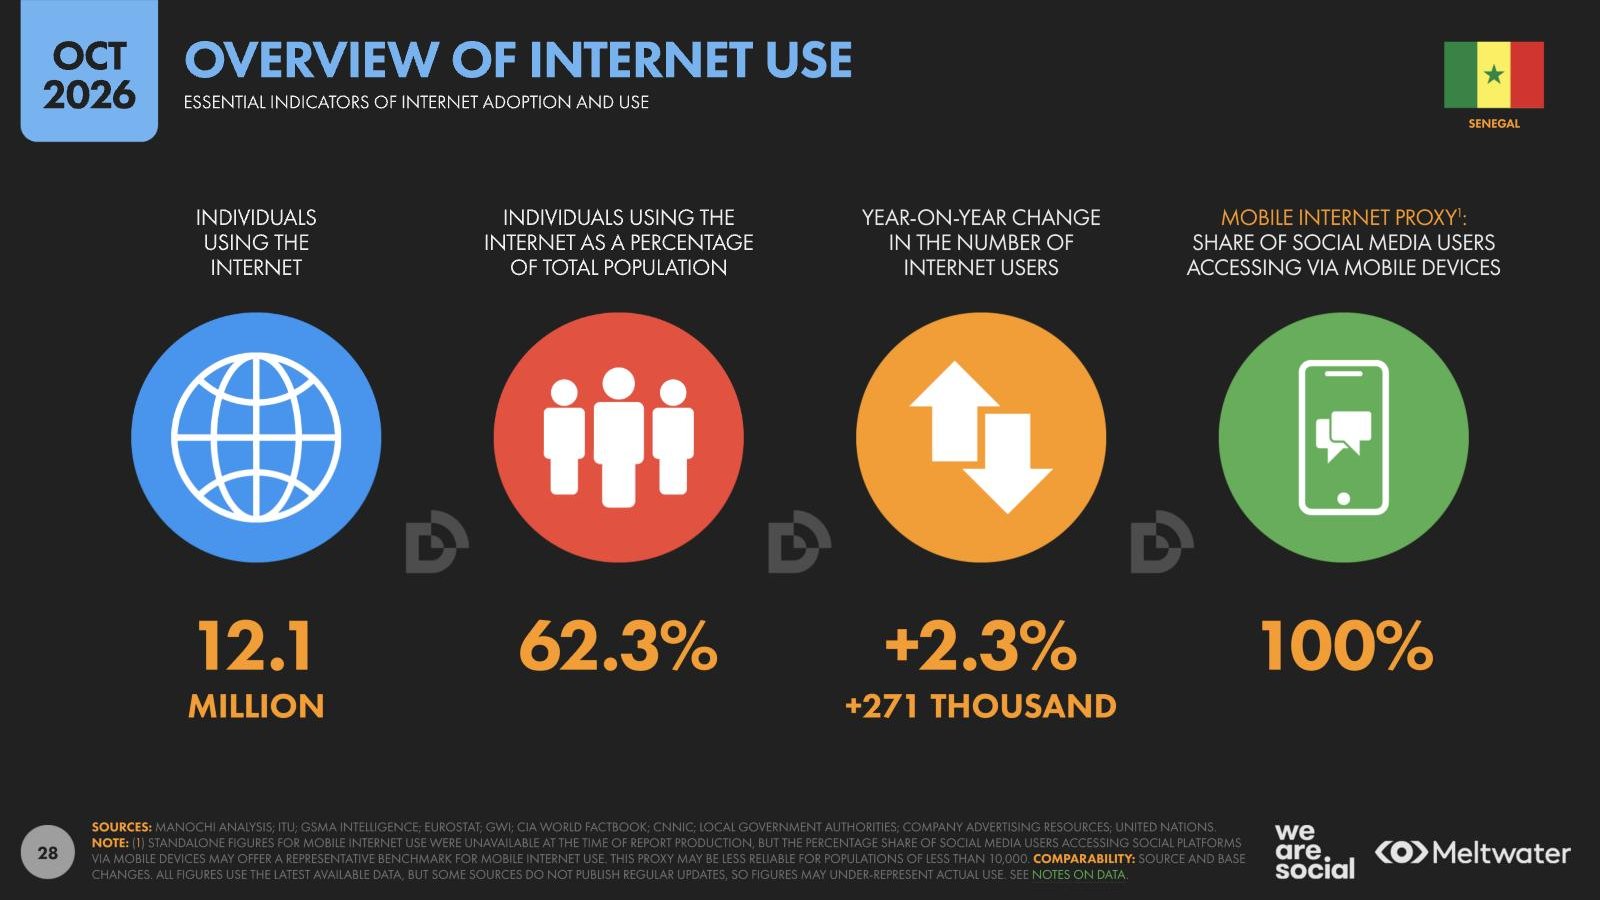 OCT
2026
OVERVIEW OF INTERNET USE
ESSENTIAL INDICATORS OF INTERNET ADOPTION AND USE
SENEGAL
INDIVIDUALS
USING THE
INTERNET
12.1
MILLION
INDIVIDUALS USING THE
INTERNET AS A PERCENTAGE
OF TOTAL POPULATION
62.3%
YEAR-ON-YEAR CHANGE
IN THE NUMBER OF
INTERNET USERS
+2.3%
+271 THOUSAND
MOBILE INTERNET PROXY¹:
SHARE OF SOCIAL MEDIA USERS
ACCESSING VIA MOBILE DEVICES
100%
28
SOURCES: MANOCHI ANALYSIS; ITU; GSMA INTELLIGENCE; EUROSTAT; GWI; CIA WORLD FACTBOOK; CNNIC; LOCAL GOVERNMENT AUTHORITIES; COMPANY ADVERTISING RESOURCES; UNITED NATIONS.
NOTE: (1) STANDALONE FIGURES FOR MOBILE INTERNET USE WERE UNAVAILABLE AT THE TIME OF REPORT PRODUCTION, BUT THE PERCENTAGE SHARE OF SOCIAL MEDIA USERS ACCESSING SOCIAL PLATFORMS
VIA MOBILE DEVICES MAY OFFER A REPRESENTATIVE BENCHMARK FOR MOBILE INTERNET USE. THIS PROXY MAY BE LESS RELIABLE FOR POPULATIONS OF LESS THAN 10,000. COMPARABILITY: SOURCE AND BASE
CHANGES. ALL FIGURES USE THE LATEST AVAILABLE DATA, BUT SOME SOURCES DO NOT PUBLISH REGULAR UPDATES, SO FIGURES MAY UNDER-REPRESENT ACTUAL USE. SEE NOTES ON DATA.
we
are
social
Meltwater